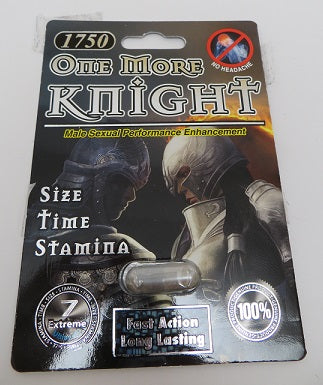 1750
NO HEADACHE
One More
Knight
Male Sexual Performance Enhancement
Size
Time
Stamina
7
Extreme
100%
Fast Action
Long Lasting